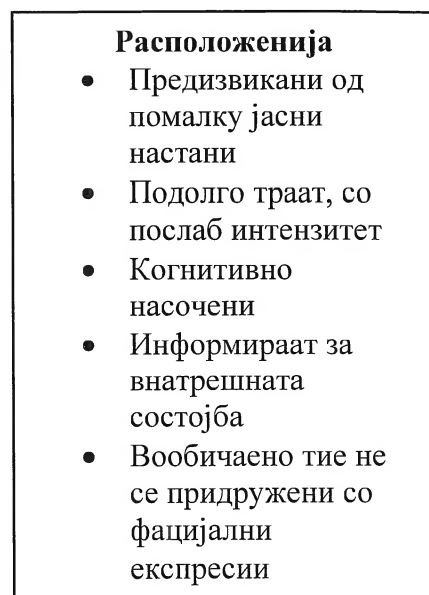 Расположенија
• Предизвикани од
помалку јасни
настани
• Подолго траат, со
послаб интензитет
• Когнитивно
насочени
• Информираат за
внатрешната
состојба
• Вообичаено тие не
се придружени со
фацијални
експресии